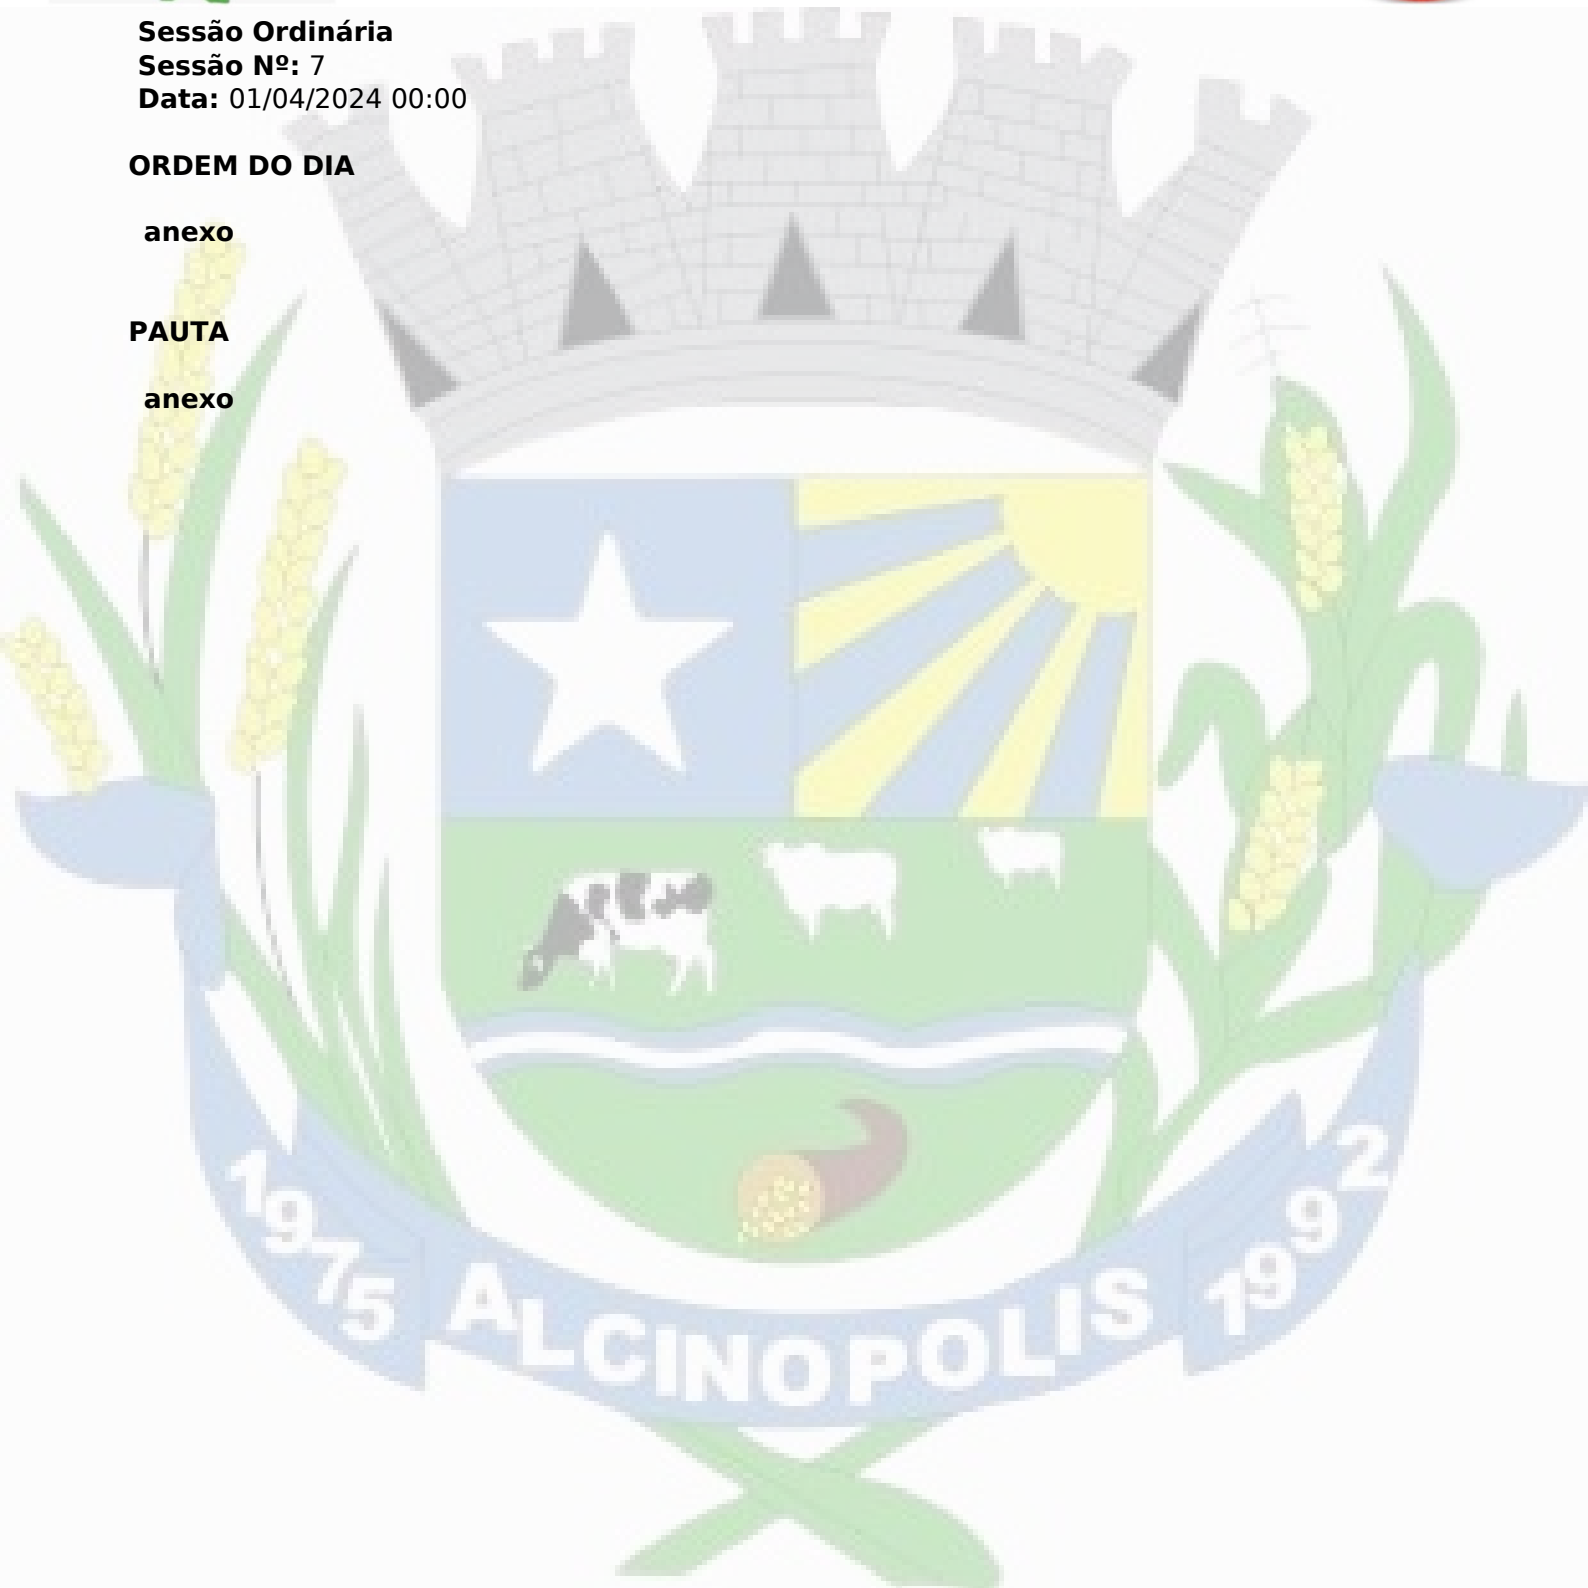 Sessão Ordinária
Sessão Nº: 7
Data: 01/04/2024 00:00
ORDEM DO DIA
anexo
PAUTA
anexo
1975 ALCINOPOLIS 1992